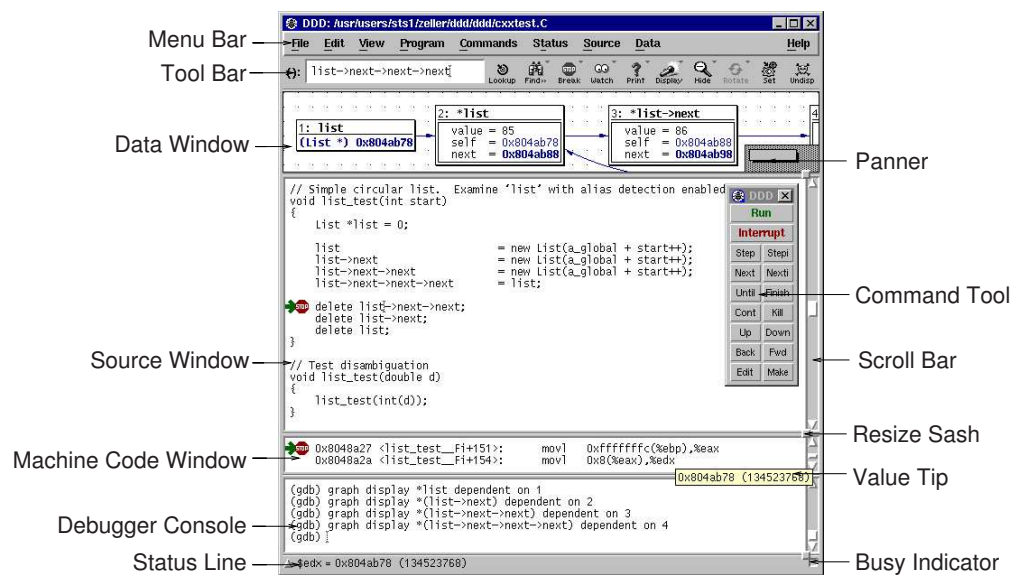 DDD: /usr/users/sts1/zeller/ddd/ddd/cxxtest.C
Menu Bar
File Edit View Program Commands Status Source Data Help
Tool Bar
(): list->next->next->next
Lookup Find>> Break Watch Print Display Hide Rotate Set Undisp
Data Window
1: list
(List *) 0x804ab78
2: *list
value = 85
self = 0x804ab78
next = 0x804ab88
3: *list->next
value = 86
self = 0x804ab88
next = 0x804ab98
4
Panner
// Simple circular list. Examine 'list' with alias detection enabled
void list_test(int start)
{
List *list = 0;
list = new List(a_global + start++);
list->next = new List(a_global + start++);
list->next->next = new List(a_global + start++);
list->next->next->next = list;
STOP delete list->next->next;
delete list->next;
delete list;
}
Source Window
// Test disambiguation
void list_test(double d)
{
list_test(int(d));
}
DDD
Run
Interrupt
Step Stepi
Next Nexti
Until Finish
Cont Kill
Up Down
Back Fwd
Edit Make
Command Tool
Scroll Bar
Resize Sash
Machine Code Window
STOP 0x8048a27 <list_test__Fi+151>: movl 0xfffffffc(%ebp),%eax
0x8048a2a <list_test__Fi+154>: movl 0x8(%eax),%edx
0x804ab78 (134523768)
Value Tip
Debugger Console
(gdb) graph display *list dependent on 1
(gdb) graph display *(list->next) dependent on 2
(gdb) graph display *(list->next->next) dependent on 3
(gdb) graph display *(list->next->next->next) dependent on 4
(gdb)
Status Line
$edx = 0x804ab78 (134523768)
Busy Indicator